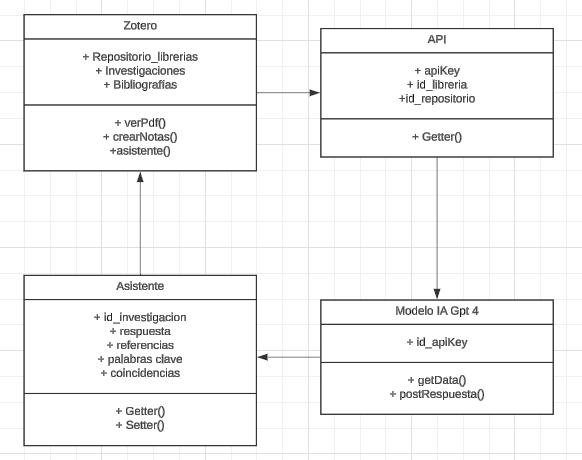 Zotero
+ Repositorio_librerias
+ Investigaciones
+ Bibliografías
+ verPdf()
+ crearNotas()
+asistente()
API
+ apiKey
+ id_libreria
+id_repositorio
+ Getter()
Asistente
+ id_investigacion
+ respuesta
+ referencias
+ palabras clave
+ coincidencias
+ Getter()
+ Setter()
Modelo IA Gpt 4
+ id_apiKey
+ getData()
+ postRespuesta()